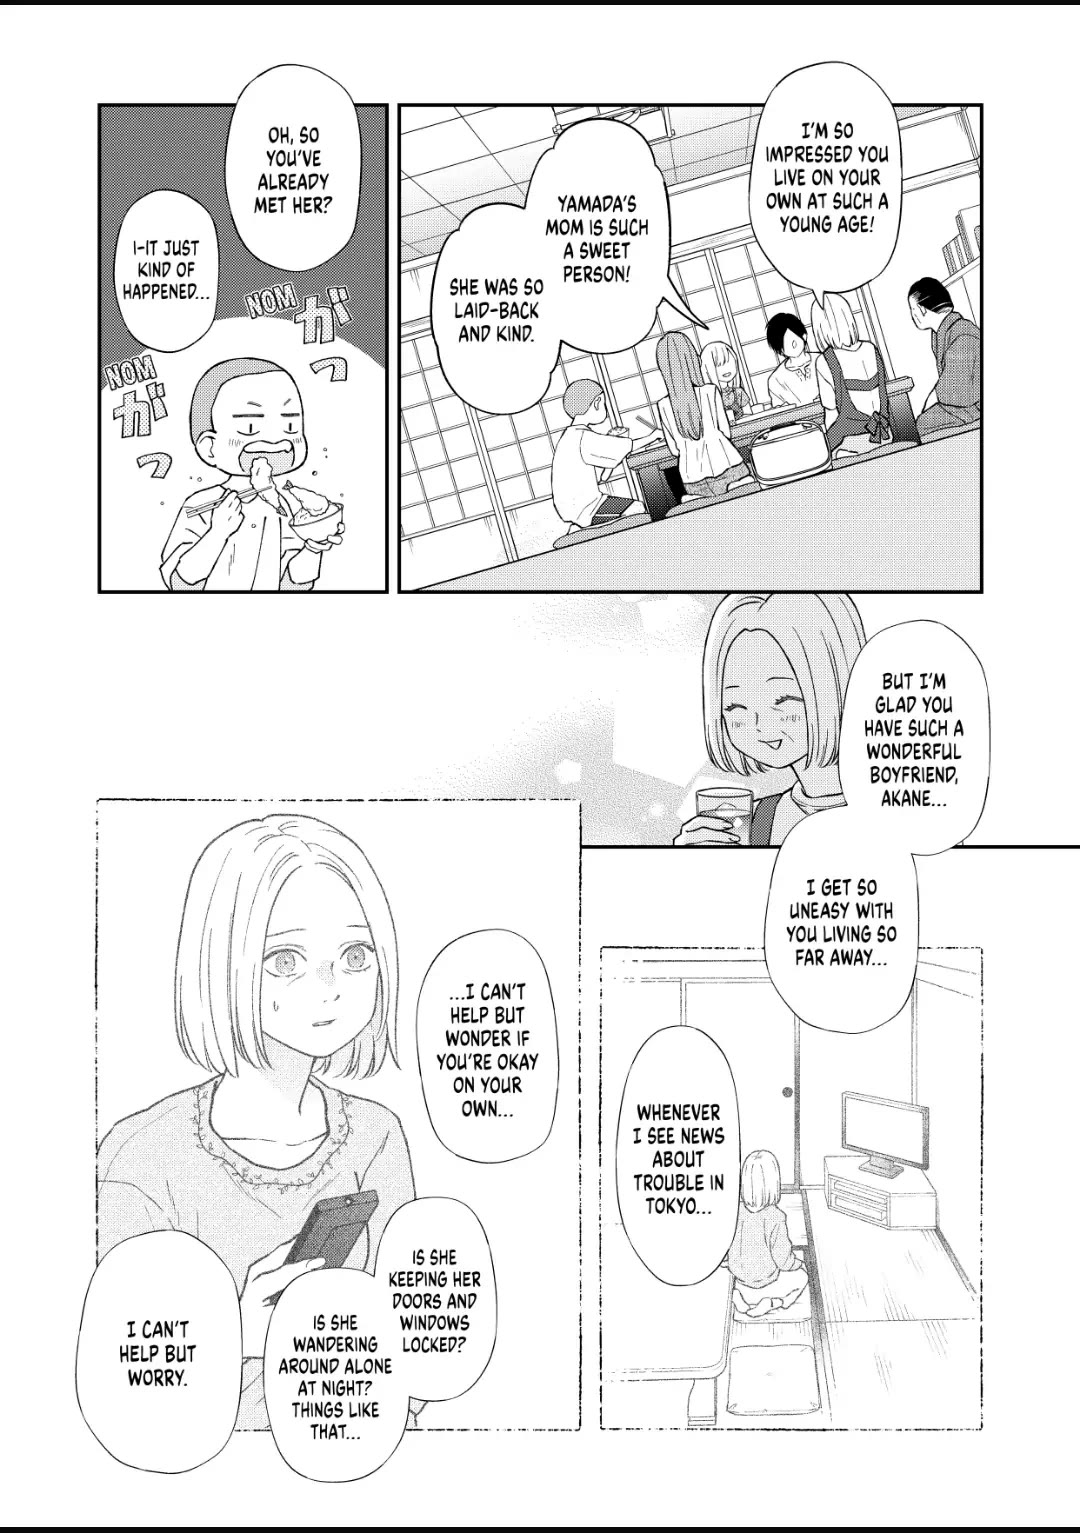 I'M SO
IMPRESSED YOU
LIVE ON YOUR
OWN AT SUCH A
YOUNG AGE!
YAMADA'S
MOM IS SUCH
A SWEET
PERSON!
SHE WAS SO
LAID-BACK
AND KIND.
OH, SO
YOU'VE
ALREADY
MET HER?
I-IT JUST
KIND OF
HAPPENED...
NOM
ガっ
NOM
ガっ
BUT I'M
GLAD YOU
HAVE SUCH A
WONDERFUL
BOYFRIEND,
AKANE...
I GET SO
UNEASY WITH
YOU LIVING SO
FAR AWAY...
WHENEVER
I SEE NEWS
ABOUT
TROUBLE IN
TOKYO...
...I CAN'T
HELP BUT
WONDER IF
YOU'RE OKAY
ON YOUR
OWN...
IS SHE
KEEPING HER
DOORS AND
WINDOWS
LOCKED?
IS SHE
WANDERING
AROUND ALONE
AT NIGHT?
THINGS LIKE
THAT...
I CAN'T
HELP BUT
WORRY.